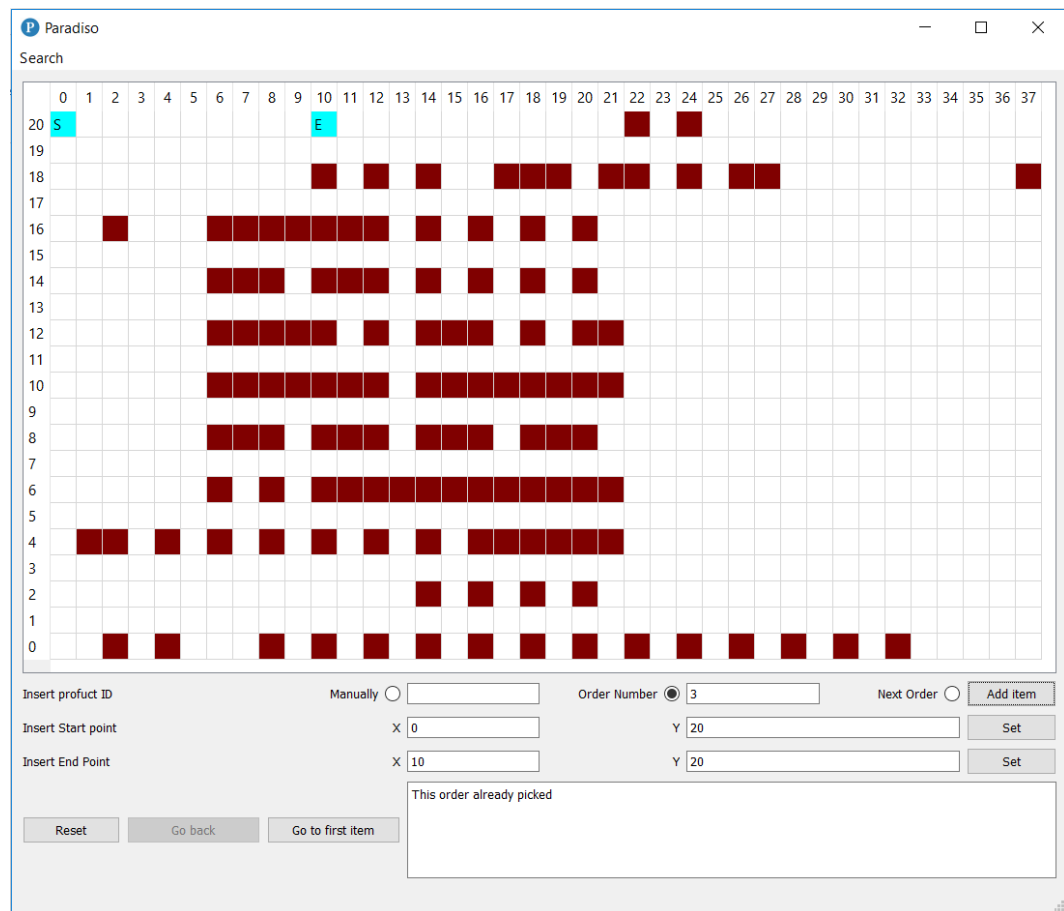 P Paradiso
Search
0 1 2 3 4 5 6 7 8 9 10 11 12 13 14 15 16 17 18 19 20 21 22 23 24 25 26 27 28 29 30 31 32 33 34 35 36 37
20 S E
19
18
17
16
15
14
13
12
11
10
9
8
7
6
5
4
3
2
1
0
Insert profuct ID Manually Order Number 3 Next Order Add item
Insert Start point X 0 Y 20 Set
Insert End Point X 10 Y 20 Set
This order already picked
Reset Go back Go to first item